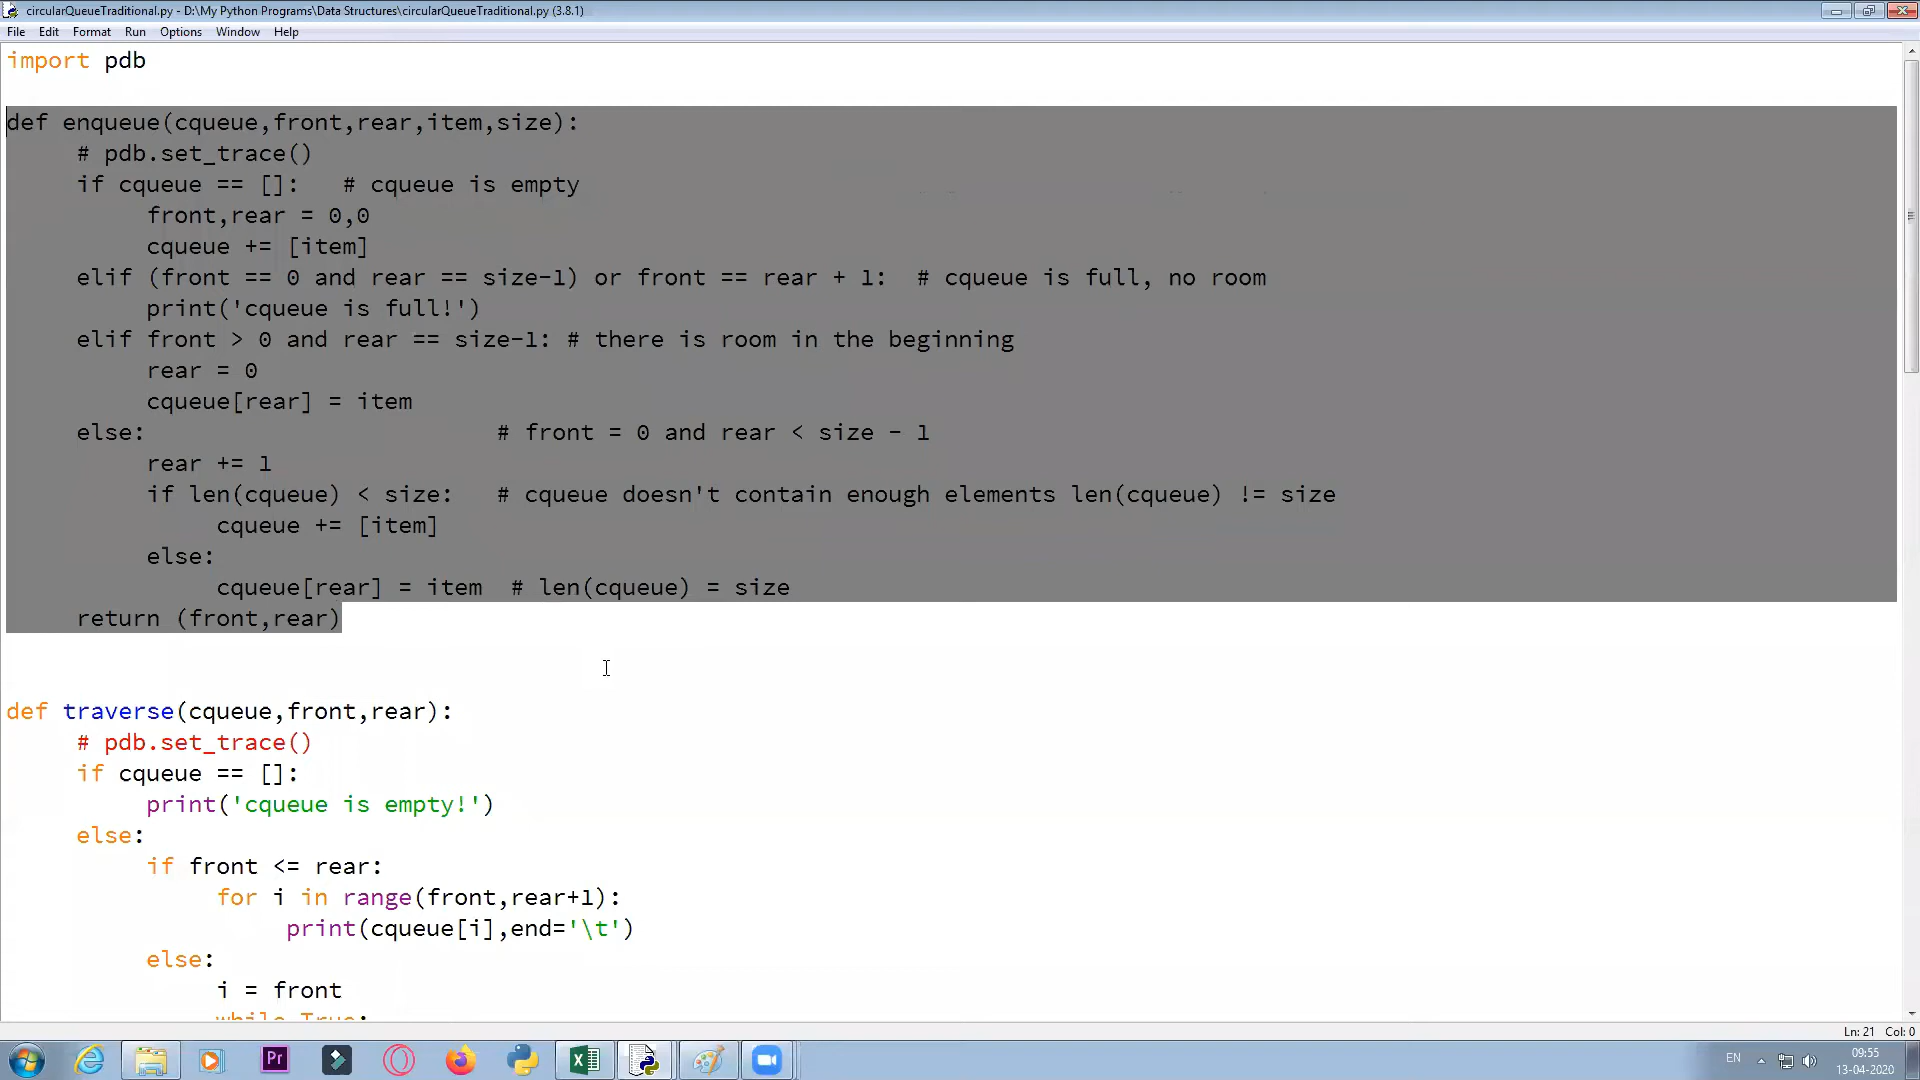 circularQueueTraditional.py - D:\My Python Programs\Data Structures\circularQueueTraditional.py (3.8.1)
File Edit Format Run Options Window Help
import pdb
def enqueue(cqueue,front,rear,item,size):
# pdb.set_trace()
if cqueue == []: # cqueue is empty
front,rear = 0,0
cqueue += [item]
elif (front == 0 and rear == size-1) or front == rear + 1: # cqueue is full, no room
print('cqueue is full!')
elif front > 0 and rear == size-1: # there is room in the beginning
rear = 0
cqueue[rear] = item
else: # front = 0 and rear < size - 1
rear += 1
if len(cqueue) < size: # cqueue doesn't contain enough elements len(cqueue) != size
cqueue += [item]
else:
cqueue[rear] = item # len(cqueue) = size
return (front,rear)
def traverse(cqueue,front,rear):
# pdb.set_trace()
if cqueue == []:
print('cqueue is empty!')
else:
if front <= rear:
for i in range(front,rear+1):
print(cqueue[i],end='\t')
else:
i = front
while True:
Ln: 21 Col: 0
Pr
EN
09:55
13-04-2020